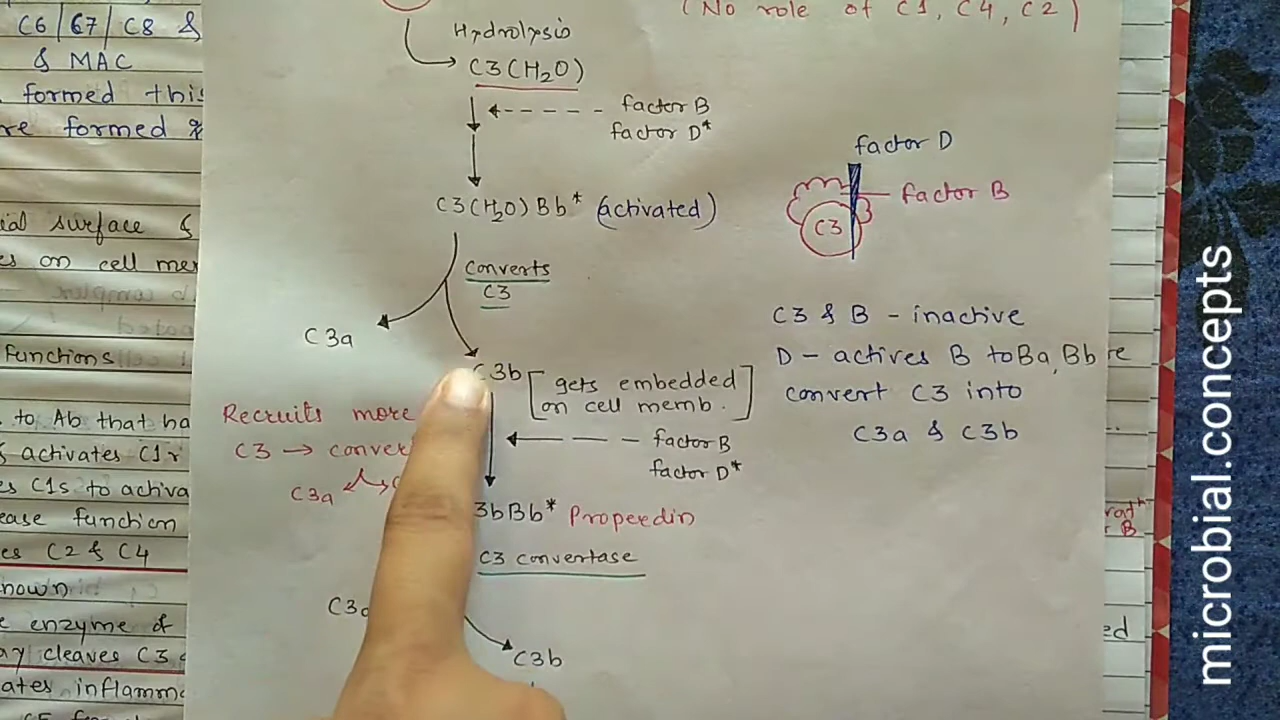 C6/C7/C8 &
& MAC
formed this
re formed &
ial surface &
es on cell mem
Functions
to Ab that ha
& activates C1r
es C1s to activa
ease function
es C2 & C4
nown
e enzyme of
ay cleaves C3
ates inflamm
(No role of C1, C4, C2)
Hydrolysis
C3(H2O)
factor B
factor D*
C3(H2O)Bb* (activated)
converts
C3
C3a
C3b [gets embedded on cell memb.]
Recruits more
C3 → conver
C3a
factor B
factor D*
3bBb* Properdin
C3 convertase
C3a
C3b
factor D
factor B
C3
C3 & B - inactive
D - actives B to Ba, Bb
convert C3 into
C3a & C3b
re
B
ed
microbial.concepts